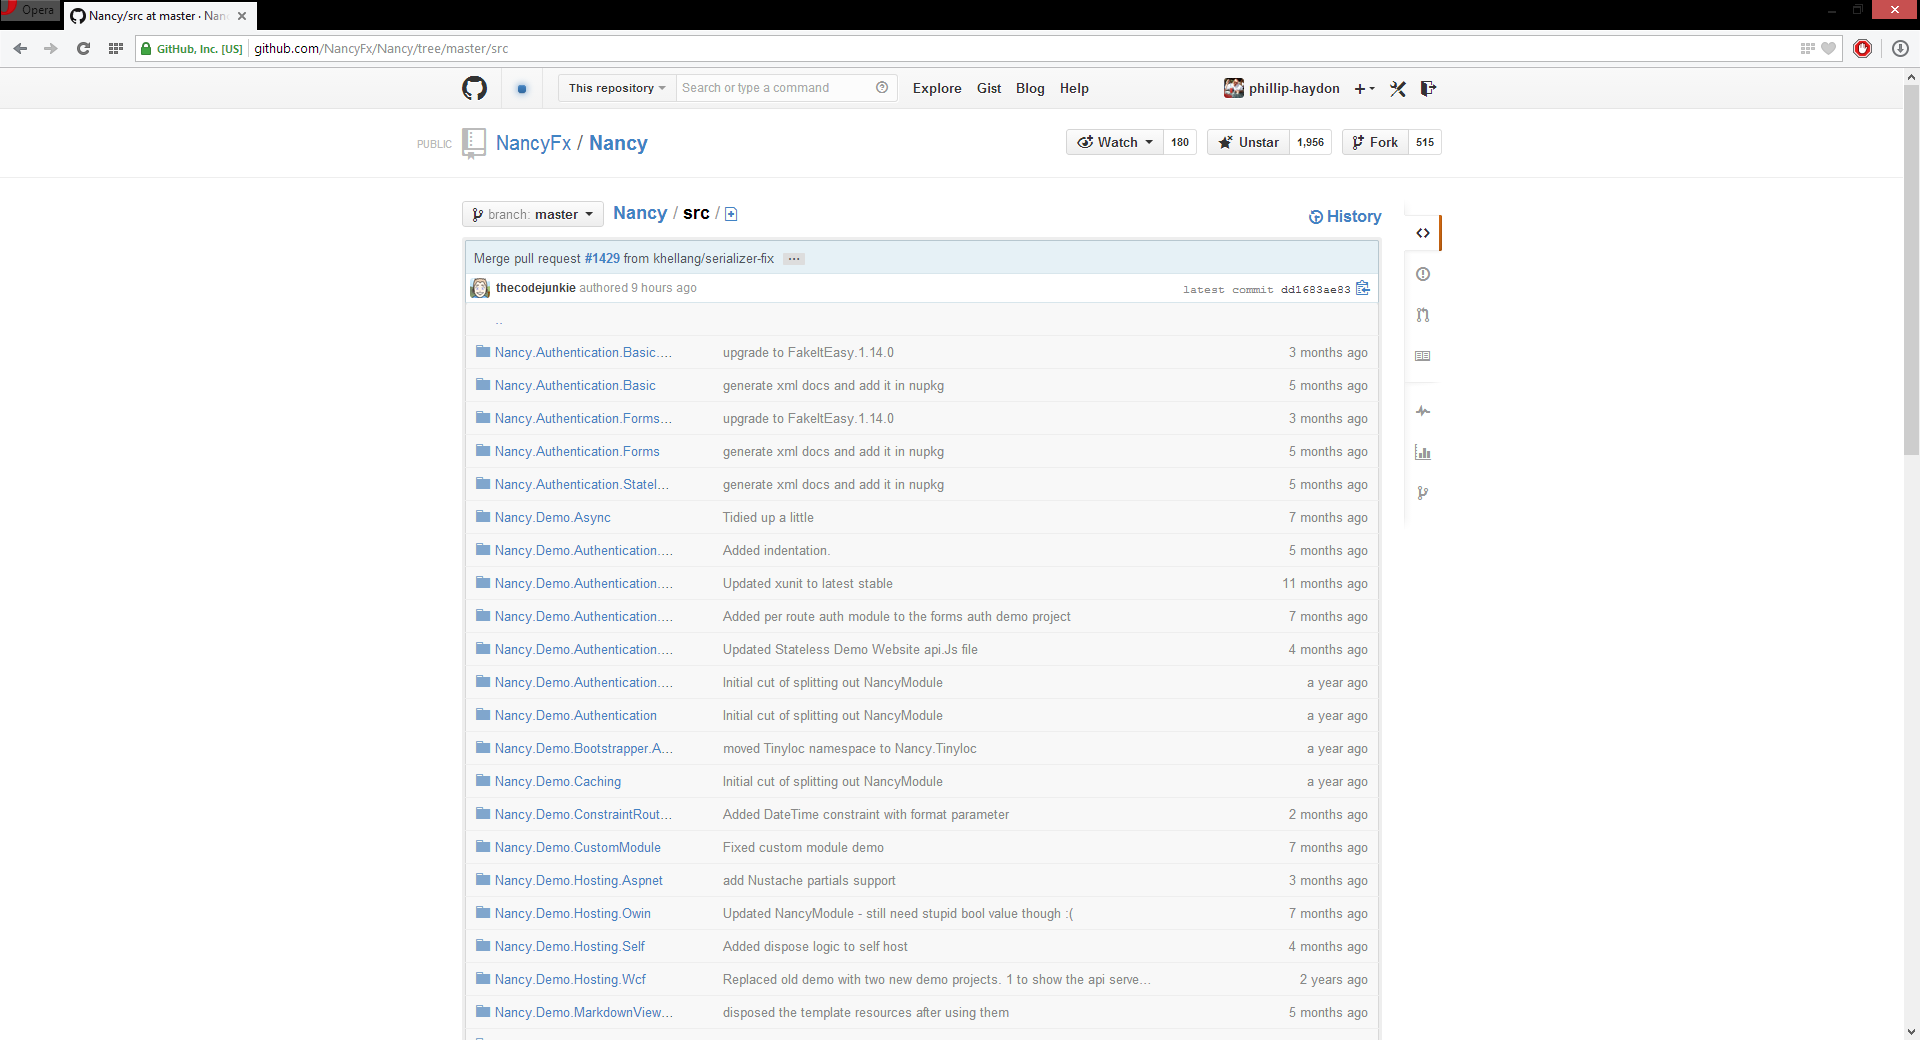 Opera
Nancy/src at master · Nanc
GitHub, Inc. [US] github.com/NancyFx/Nancy/tree/master/src
This repository Search or type a command Explore Gist Blog Help phillip-haydon
PUBLIC NancyFx / Nancy Watch 180 Unstar 1,956 Fork 515
branch: master Nancy / src / History
Merge pull request #1429 from khellang/serializer-fix ...
thecodejunkie authored 9 hours ago latest commit dd1683ae83
..
Nancy.Authentication.Basic.... upgrade to FakeItEasy.1.14.0 3 months ago
Nancy.Authentication.Basic generate xml docs and add it in nupkg 5 months ago
Nancy.Authentication.Forms... upgrade to FakeItEasy.1.14.0 3 months ago
Nancy.Authentication.Forms generate xml docs and add it in nupkg 5 months ago
Nancy.Authentication.Statel... generate xml docs and add it in nupkg 5 months ago
Nancy.Demo.Async Tidied up a little 7 months ago
Nancy.Demo.Authentication.... Added indentation. 5 months ago
Nancy.Demo.Authentication.... Updated xunit to latest stable 11 months ago
Nancy.Demo.Authentication.... Added per route auth module to the forms auth demo project 7 months ago
Nancy.Demo.Authentication.... Updated Stateless Demo Website api.Js file 4 months ago
Nancy.Demo.Authentication.... Initial cut of splitting out NancyModule a year ago
Nancy.Demo.Authentication Initial cut of splitting out NancyModule a year ago
Nancy.Demo.Bootstrapper.A... moved TinyIoc namespace to Nancy.TinyIoc a year ago
Nancy.Demo.Caching Initial cut of splitting out NancyModule a year ago
Nancy.Demo.ConstraintRout... Added DateTime constraint with format parameter 2 months ago
Nancy.Demo.CustomModule Fixed custom module demo 7 months ago
Nancy.Demo.Hosting.Aspnet add Nustache partials support 3 months ago
Nancy.Demo.Hosting.Owin Updated NancyModule - still need stupid bool value though :( 7 months ago
Nancy.Demo.Hosting.Self Added dispose logic to self host 4 months ago
Nancy.Demo.Hosting.Wcf Replaced old demo with two new demo projects. 1 to show the api serve... 2 years ago
Nancy.Demo.MarkdownView... disposed the template resources after using them 5 months ago